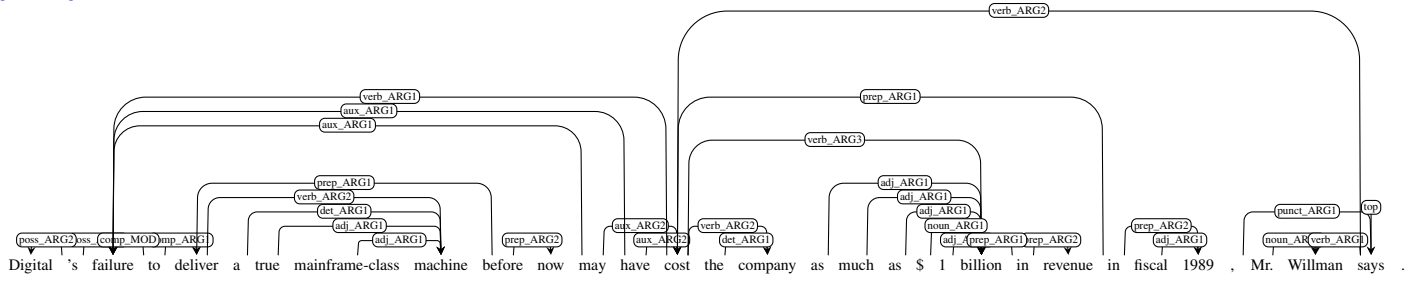 verb_ARG2
verb_ARG1 prep_ARG1
aux_ARG1
aux_ARG1
verb_ARG3
prep_ARG1 adj_ARG1
verb_ARG2 adj_ARG1
det_ARG1 adj_ARG1 punct_ARG1 top
adj_ARG1 aux_ARG2 verb_ARG2 noun_ARG1 prep_ARG2
poss_ARG2 comp_MOD adj_ARG1 prep_ARG2 aux_ARG2 det_ARG1 prep_ARG1 adj_ARG1 verb_ARG1
Digital 's failure to deliver a true mainframe-class machine before now may have cost the company as much as $ 1 billion in revenue in fiscal 1989 , Mr. Willman says .